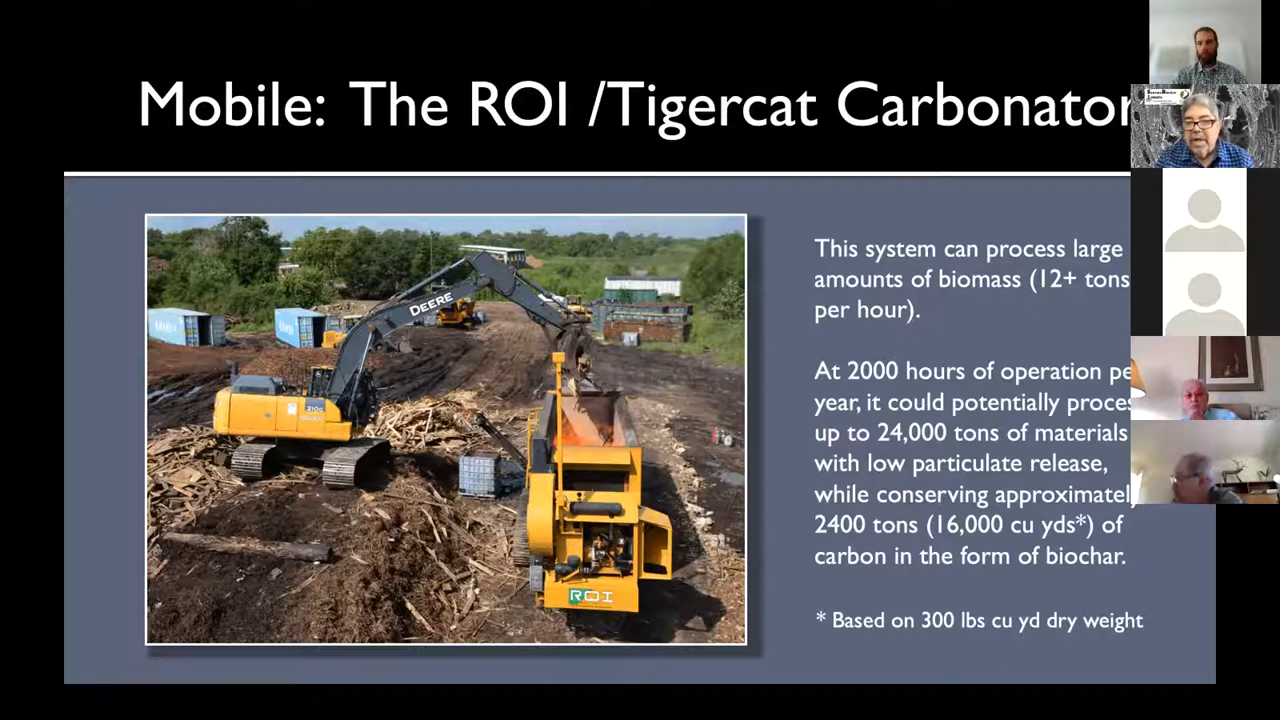 Mobile: The ROI /Tigercat Carbonator
This system can process large
amounts of biomass (12+ tons
per hour).
At 2000 hours of operation pe
year, it could potentially proces
up to 24,000 tons of materials
with low particulate release,
while conserving approximatel
2400 tons (16,000 cu yds*) of
carbon in the form of biochar.
* Based on 300 lbs cu yd dry weight
DEERE
210G
ROI